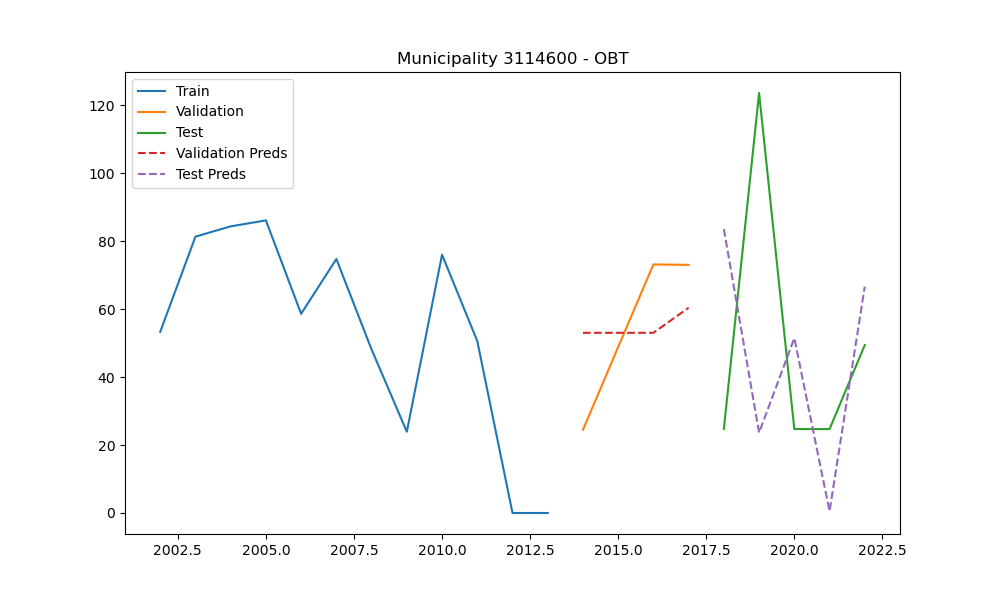 Municipality 3114600 - OBT
Train
Validation
Test
Validation Preds
Test Preds
120
100
80
60
40
20
0
2002.5 2005.0 2007.5 2010.0 2012.5 2015.0 2017.5 2020.0 2022.5